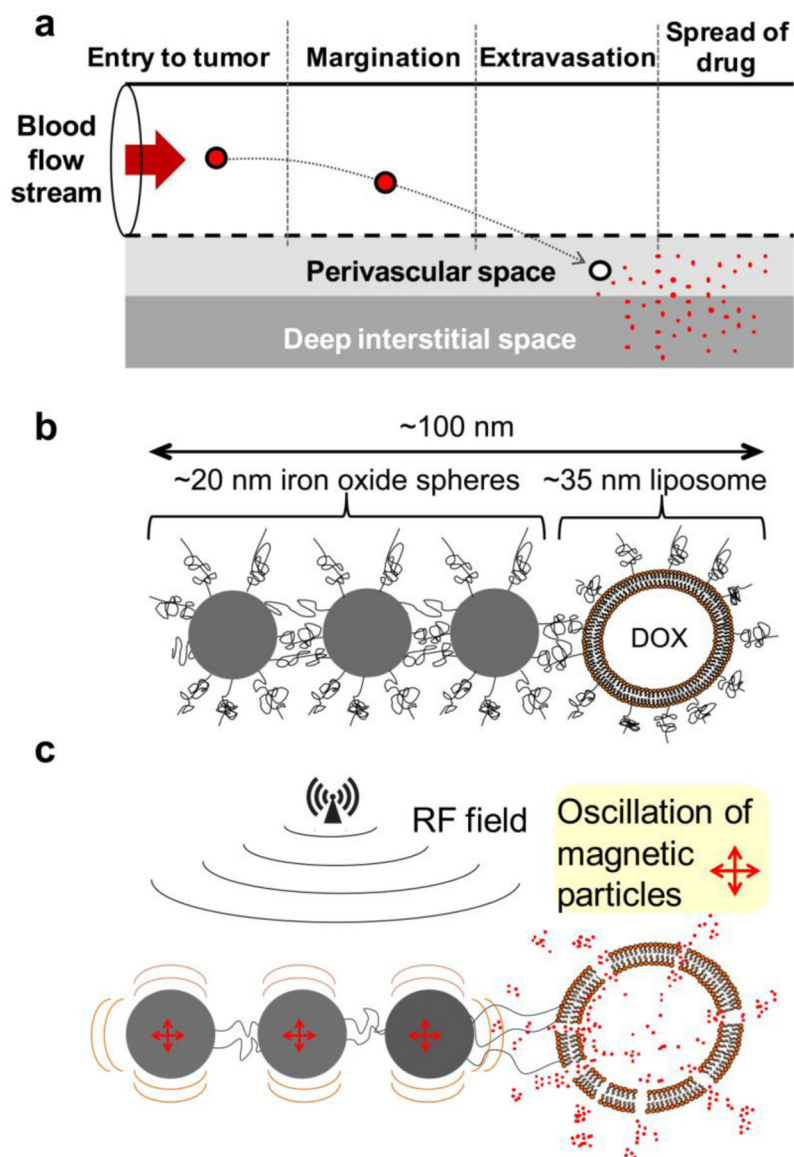 a
Entry to tumor
Margination
Extravasation
Spread of
drug
Blood
flow
stream
Perivascular space
Deep interstitial space
b
~100 nm
~20 nm iron oxide spheres
~35 nm liposome
DOX
c
RF field
Oscillation of
magnetic
particles